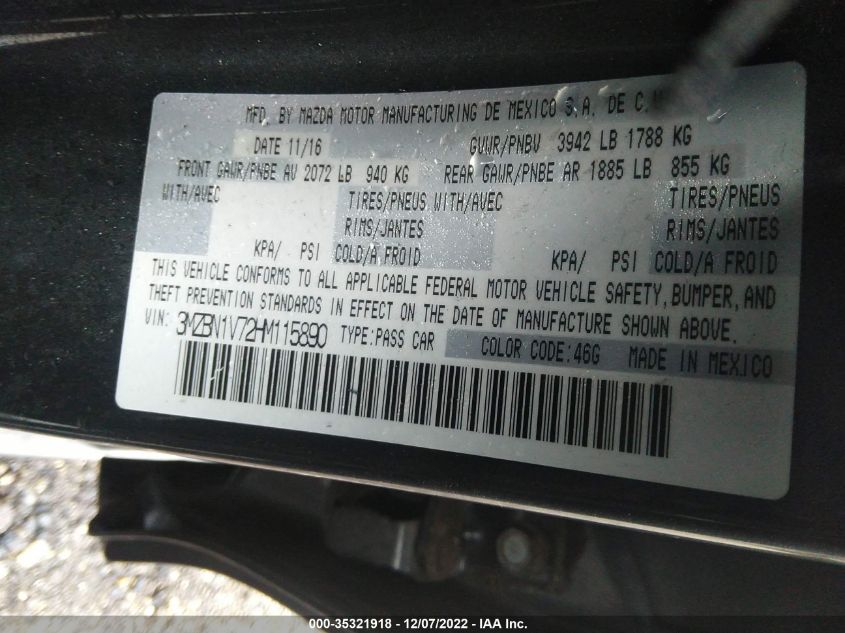 MFD. BY MAZDA MOTOR MANUFACTURING DE MEXICO S.A. DE C.V
DATE 11/16 GVWR/PNBV 3942 LB 1788 KG
FRONT GAWR/PNBE AV 2072 LB 940 KG REAR GAWR/PNBE AR 1885 LB 855 KG
WITH/AVEC TIRES/PNEUS WITH/AVEC TIRES/PNEUS
RIMS/JANTES RIMS/JANTES
KPA/ PSI COLD/A FROID KPA/ PSI COLD/A FROID
THIS VEHICLE CONFORMS TO ALL APPLICABLE FEDERAL MOTOR VEHICLE SAFETY, BUMPER, AND
THEFT PREVENTION STANDARDS IN EFFECT ON THE DATE OF MANUFACTURE SHOWN ABOVE.
VIN: 3MZBN1V72HM115890 TYPE:PASS CAR COLOR CODE:46G MADE IN MEXICO
000-35321918 - 12/07/2022 - IAA Inc.